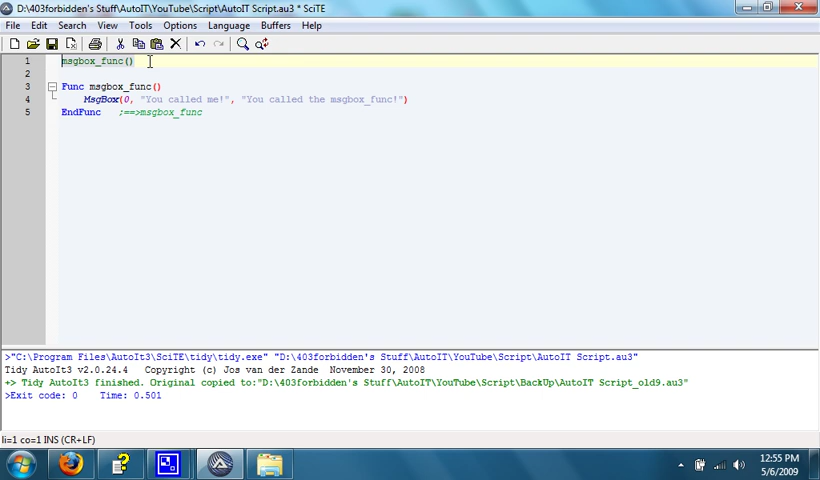 D:\403forbidden's Stuff\AutoIT\YouTube\Script\AutoIT Script.au3 * SciTE
File Edit Search View Tools Options Language Buffers Help
1 msgbox_func()
2
3 Func msgbox_func()
4 MsgBox(0, "You called me!", "You called the msgbox_func!")
5 EndFunc ;==>msgbox_func
>"C:\Program Files\AutoIt3\SciTE\tidy\tidy.exe" "D:\403forbidden's Stuff\AutoIT\YouTube\Script\AutoIT Script.au3"
Tidy AutoIt3 v2.0.24.4 Copyright (c) Jos van der Zande November 30, 2008
+> Tidy AutoIt3 finished. Original copied to:"D:\403forbidden's Stuff\AutoIT\YouTube\Script\BackUp\AutoIT Script_old9.au3"
>Exit code: 0 Time: 0.501
li=1 co=1 INS (CR+LF)
12:55 PM
5/6/2009